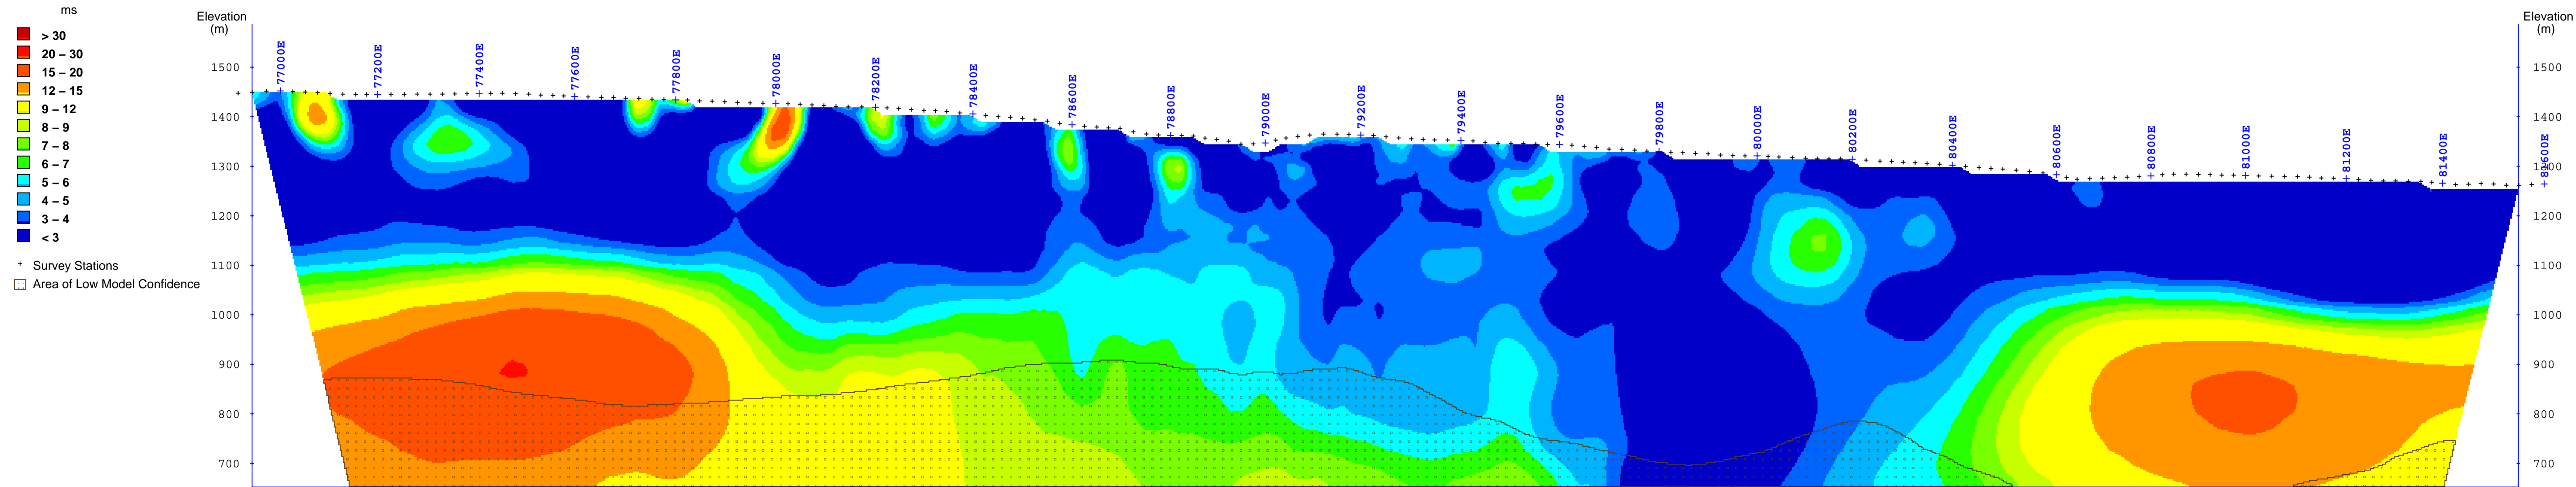 ms
> 30
20 – 30
15 – 20
12 – 15
9 – 12
8 – 9
7 – 8
6 – 7
5 – 6
4 – 5
3 – 4
< 3
+ Survey Stations
Area of Low Model Confidence
Elevation
(m)
1500
1400
1300
1200
1100
1000
900
800
700
77000E
77200E
77400E
77600E
77800E
78000E
78200E
78400E
78600E
78800E
79000E
79200E
79400E
79600E
79800E
80000E
80200E
80400E
80600E
80800E
81000E
81200E
81400E
81600E
Elevation
(m)
1500
1400
1300
1200
1100
1000
900
800
700